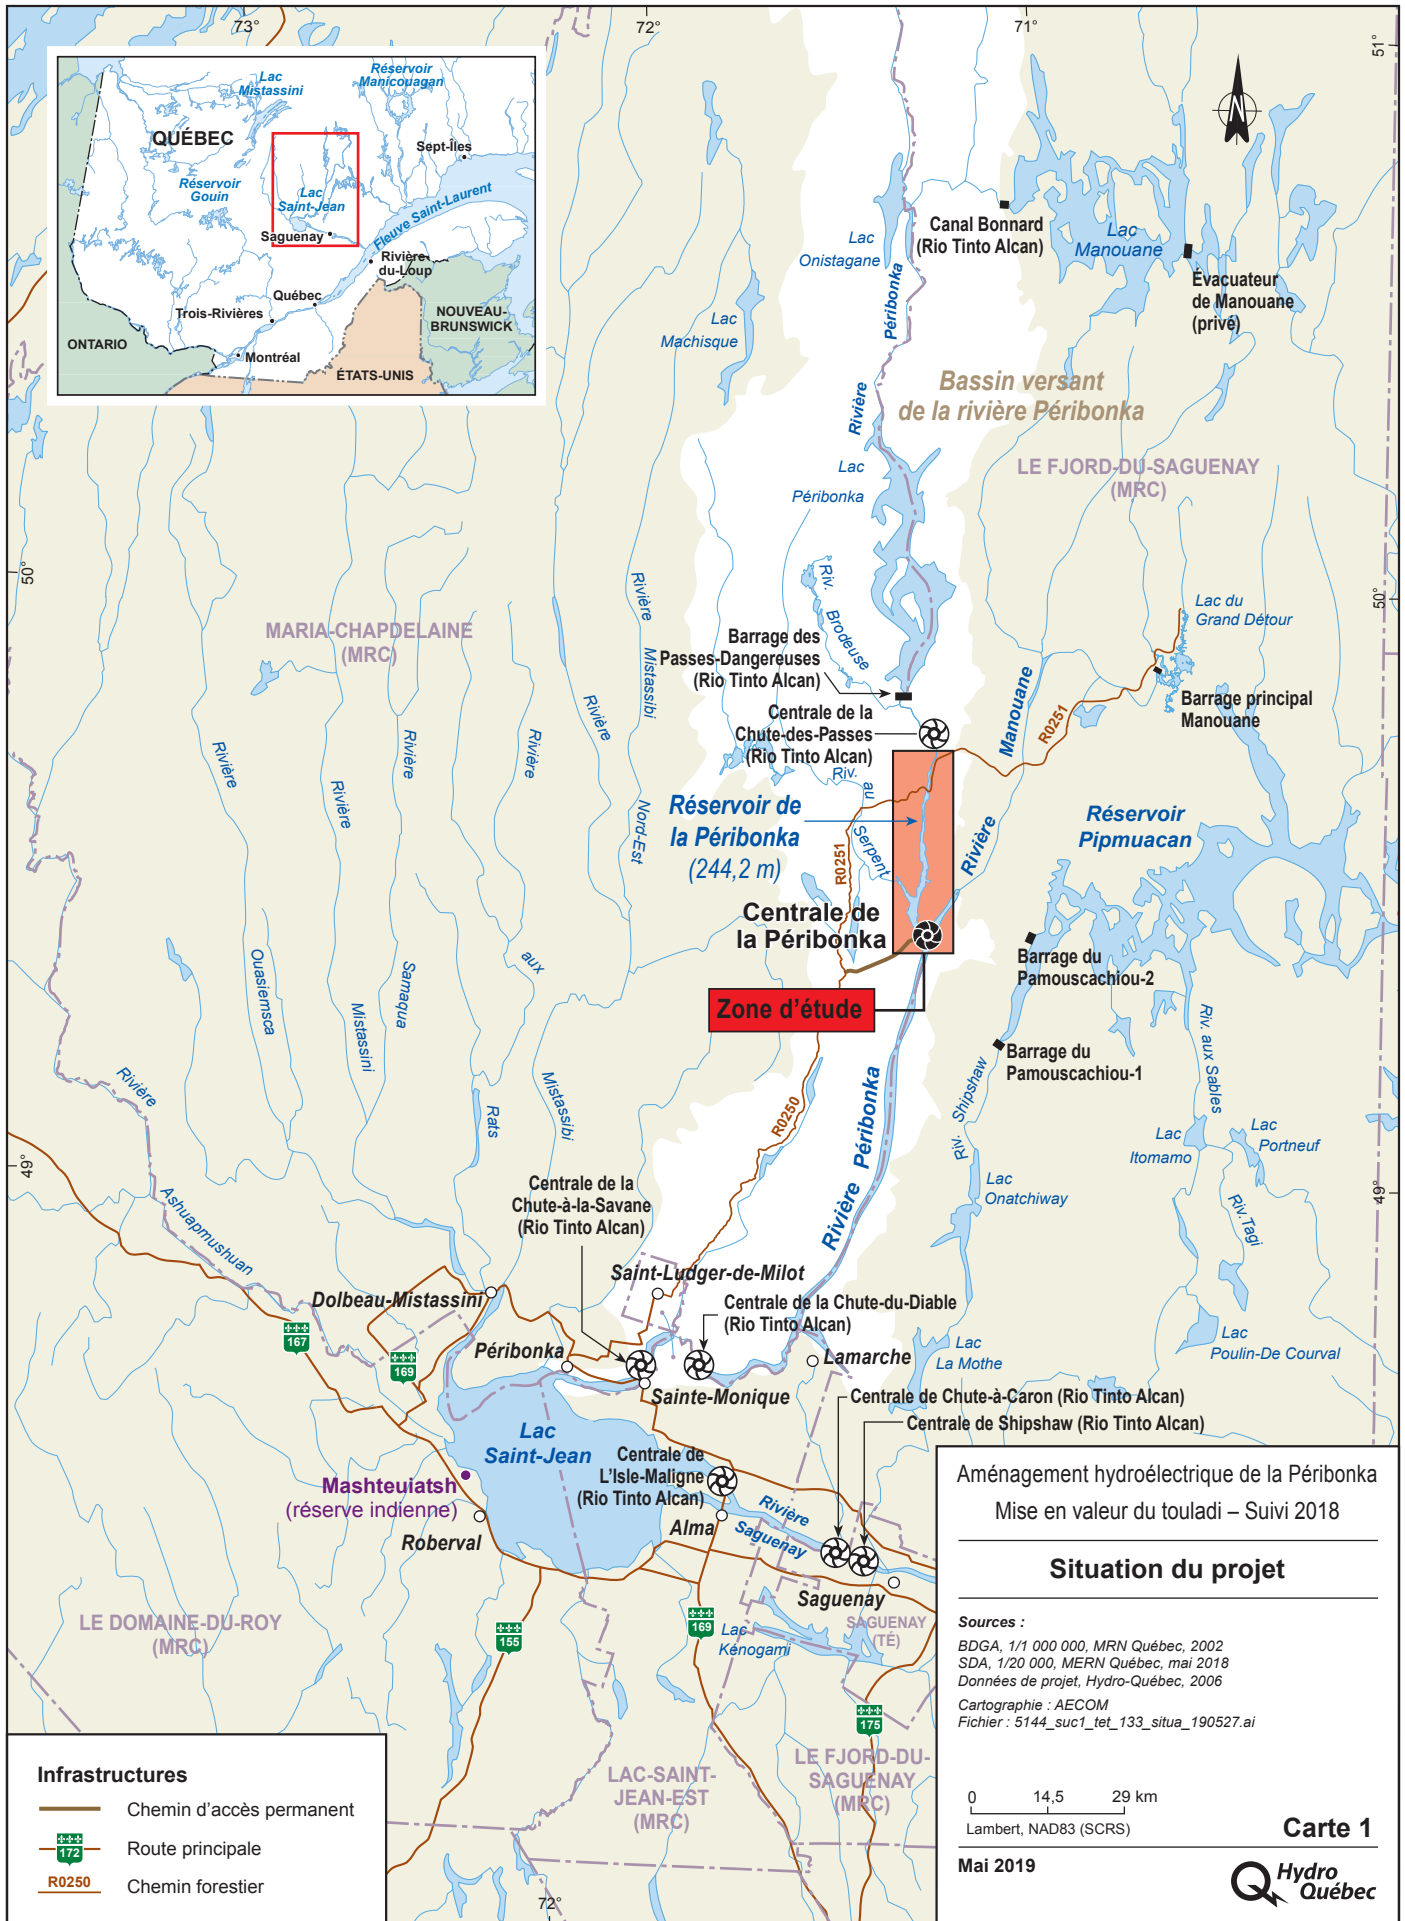 73°
72°
71°
51°
Lac
Mistassini
Réservoir
Manicouagan
QUÉBEC
Sept-Îles
Réservoir
Gouin
Lac
Saint-Jean
Fleuve Saint-Laurent
Saguenay
Rivière-
du-Loup
Québec
Trois-Rivières
NOUVEAU-
BRUNSWICK
ONTARIO
Montréal
ÉTATS-UNIS
N
Canal Bonnard
(Rio Tinto Alcan)
Lac
Manouane
Lac
Onistagane
Évacuateur
de Manouane
(privé)
Rivière
Péribonka
Lac
Machisque
Bassin versant
de la rivière Péribonka
LE FJORD-DU-SAGUENAY
(MRC)
Lac
Péribonka
50°
50°
Riv.
Brodeuse
Lac du
Grand Détour
MARIA-CHAPDELAINE
(MRC)
Rivière
Mistassibi
Nord-Est
Barrage des
Passes-Dangereuses
(Rio Tinto Alcan)
Barrage principal
Manouane
Centrale de la
Chute-des-Passes
(Rio Tinto Alcan)
Rivière
Manouane
R0251
Riv.
au
Serpent
Réservoir de
la Péribonka
(244,2 m)
R0251
Réservoir
Pipmuacan
Centrale de
la Péribonka
Barrage du
Pamouscachiou-2
Zone d'étude
Barrage du
Pamouscachiou-1
Rivière
Ouasiemsca
Rivière
Mistassini
Rivière
Samaqua
Rivière
aux
Rats
Rivière
Mistassibi
Riv. Shipshaw
Riv. aux Sables
Lac
Itomamo
Lac
Portneuf
R0250
Rivière Péribonka
Rivière
Ashuapmushuan
49°
49°
Lac
Onatchiway
Riv.Tagi
Centrale de la
Chute-à-la-Savane
(Rio Tinto Alcan)
Saint-Ludger-de-Milot
Dolbeau-Mistassini
Centrale de la Chute-du-Diable
(Rio Tinto Alcan)
167
169
Péribonka
Lamarche
Lac
La Mothe
Lac
Poulin-De Courval
Sainte-Monique
Centrale de Chute-à-Caron (Rio Tinto Alcan)
Centrale de Shipshaw (Rio Tinto Alcan)
Lac
Saint-Jean
Centrale de
L'Isle-Maligne
(Rio Tinto Alcan)
Mashteuiatsh
(réserve indienne)
Rivière
Saguenay
Alma
Roberval
Saguenay
LE DOMAINE-DU-ROY
(MRC)
155
169
Lac
Kénogami
SAGUENAY
(TÉ)
175
LAC-SAINT-
JEAN-EST
(MRC)
LE FJORD-DU-
SAGUENAY
(MRC)
72°
Infrastructures
Chemin d'accès permanent
172
Route principale
R0250
Chemin forestier
Aménagement hydroélectrique de la Péribonka
Mise en valeur du touladi – Suivi 2018
Situation du projet
Sources :
BDGA, 1/1 000 000, MRN Québec, 2002
SDA, 1/20 000, MERN Québec, mai 2018
Données de projet, Hydro-Québec, 2006
Cartographie : AECOM
Fichier : 5144_suc1_tet_133_situa_190527.ai
0 14,5 29 km
Lambert, NAD83 (SCRS)
Carte 1
Mai 2019
Hydro
Québec